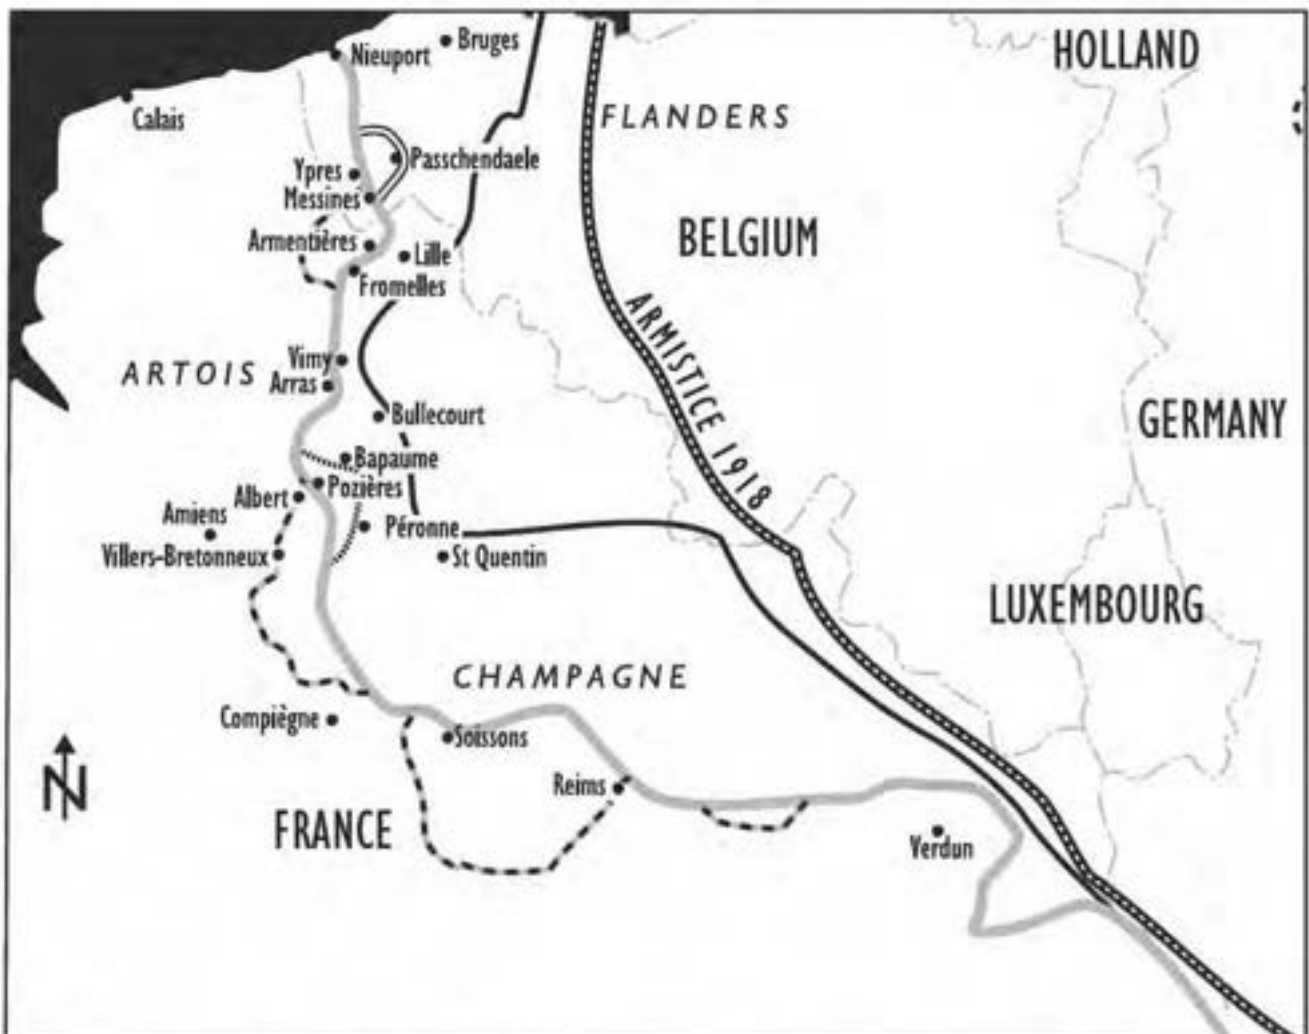 HOLLAND
Bruges
Nieuport
Calais
FLANDERS
Passchendaele
Ypres
Messines
BELGIUM
Armentières
Lille
Fromelles
ARMISTICE 1918
Vimy
ARTOIS
Arras
Bullecourt
GERMANY
Bapaume
Pozières
Albert
Amiens
Péronne
Villers-Bretonneux
St Quentin
LUXEMBOURG
CHAMPAGNE
Compiègne
Soissons
Reims
N
FRANCE
Verdun